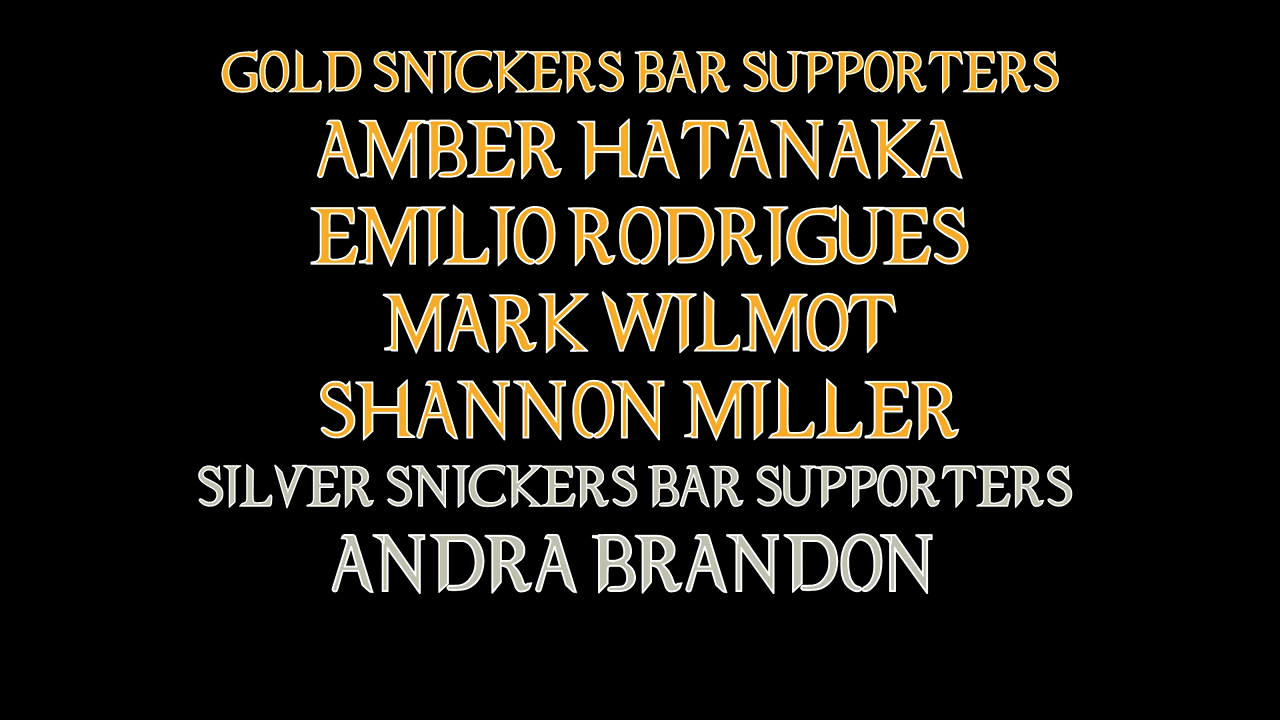 GOLD SNICKERS BAR SUPPORTERS
AMBER HATANAKA
EMILIO RODRIGUES
MARK WILMOT
SHANNON MILLER
SILVER SNICKERS BAR SUPPORTERS
ANDRA BRANDON